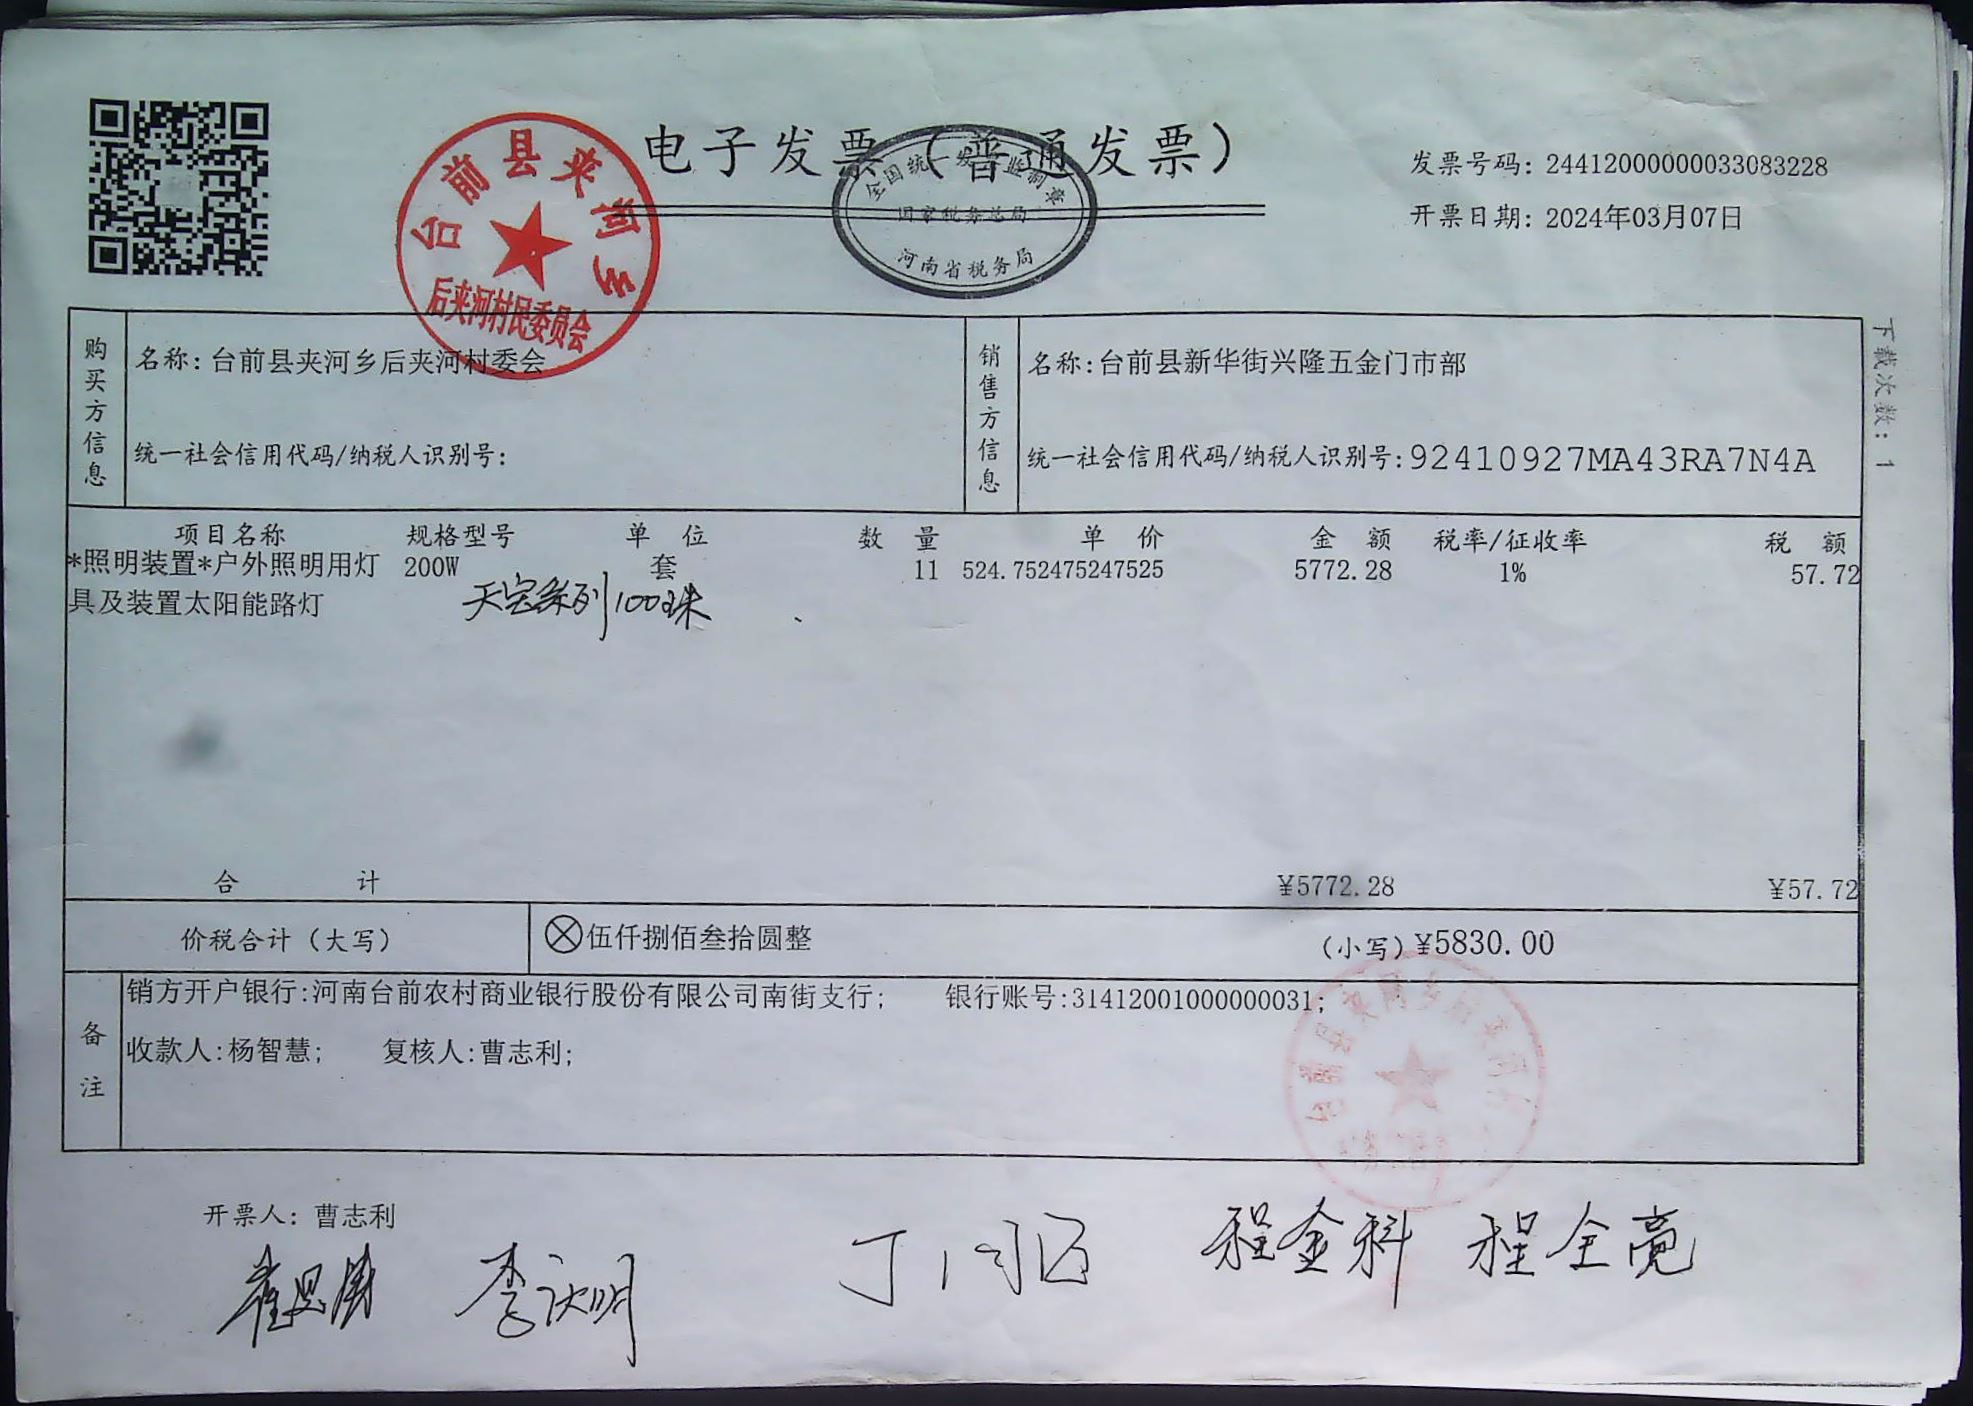 电子发票（普通发票）
发票号码：24412000000033083228
开票日期：2024年03月07日
全国统一发票监制章
国家税务总局
河南省税务局
台前县夹河乡
后夹河村民委员会
下载次数：1
购买方信息
名称：台前县夹河乡后夹河村委会
统一社会信用代码/纳税人识别号：
销售方信息
名称：台前县新华街兴隆五金门市部
统一社会信用代码/纳税人识别号：92410927MA43RA7N4A
项目名称 规格型号 单位 数量 单价 金额 税率/征收率 税额
*照明装置*户外照明用灯 200W 套 11 524.752475247525 5772.28 1% 57.72
具及装置太阳能路灯 系列100珠
合计 ¥5772.28 ¥57.72
价税合计（大写） ⊗伍仟捌佰叁拾圆整 （小写）¥5830.00
备注
销方开户银行：河南台前农村商业银行股份有限公司南街支行； 银行账号：31412001000000031；
收款人：杨智慧； 复核人：曹志利；
开票人：曹志利
程金科 程全亮